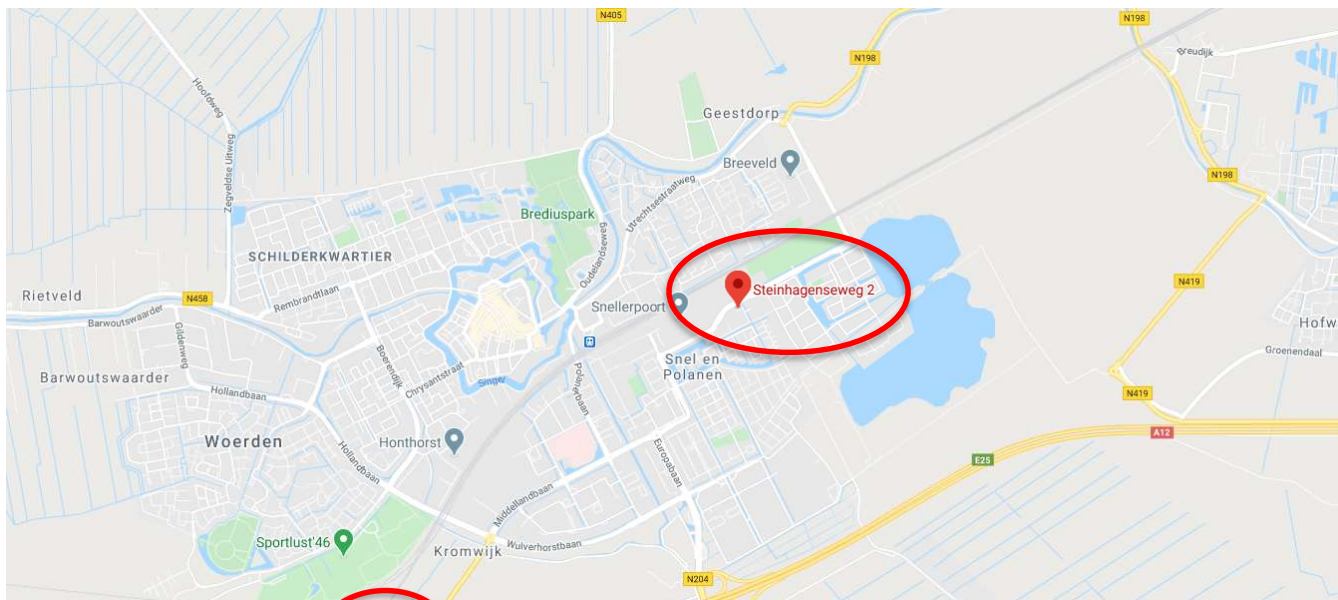 N405
N198
N198
Breudijk
Hoofdweg
Geestdorp
Zegveldse Uitweg
Breeveld
Utrechtsestraatweg
N198
Brediuspark
Oudelandseweg
SCHILDERKWARTIER
Rietveld
N458
Rembrandtlaan
Steinhagenseweg 2
N419
Snellerpoort
Barwoutswaarder
Gildenweg
Hofw
Boerendijk
Groenendaal
Snel en
Polanen
Barwoutswaarder
Chrysantstraat
Singel
Polanerbaan
Hollandbaan
N419
Woerden
Honthorst
A12
Hollandbaan
Europabaan
E25
Middellandbaan
Sportlust'46
Kromwijk
Wulverhorstbaan
N204